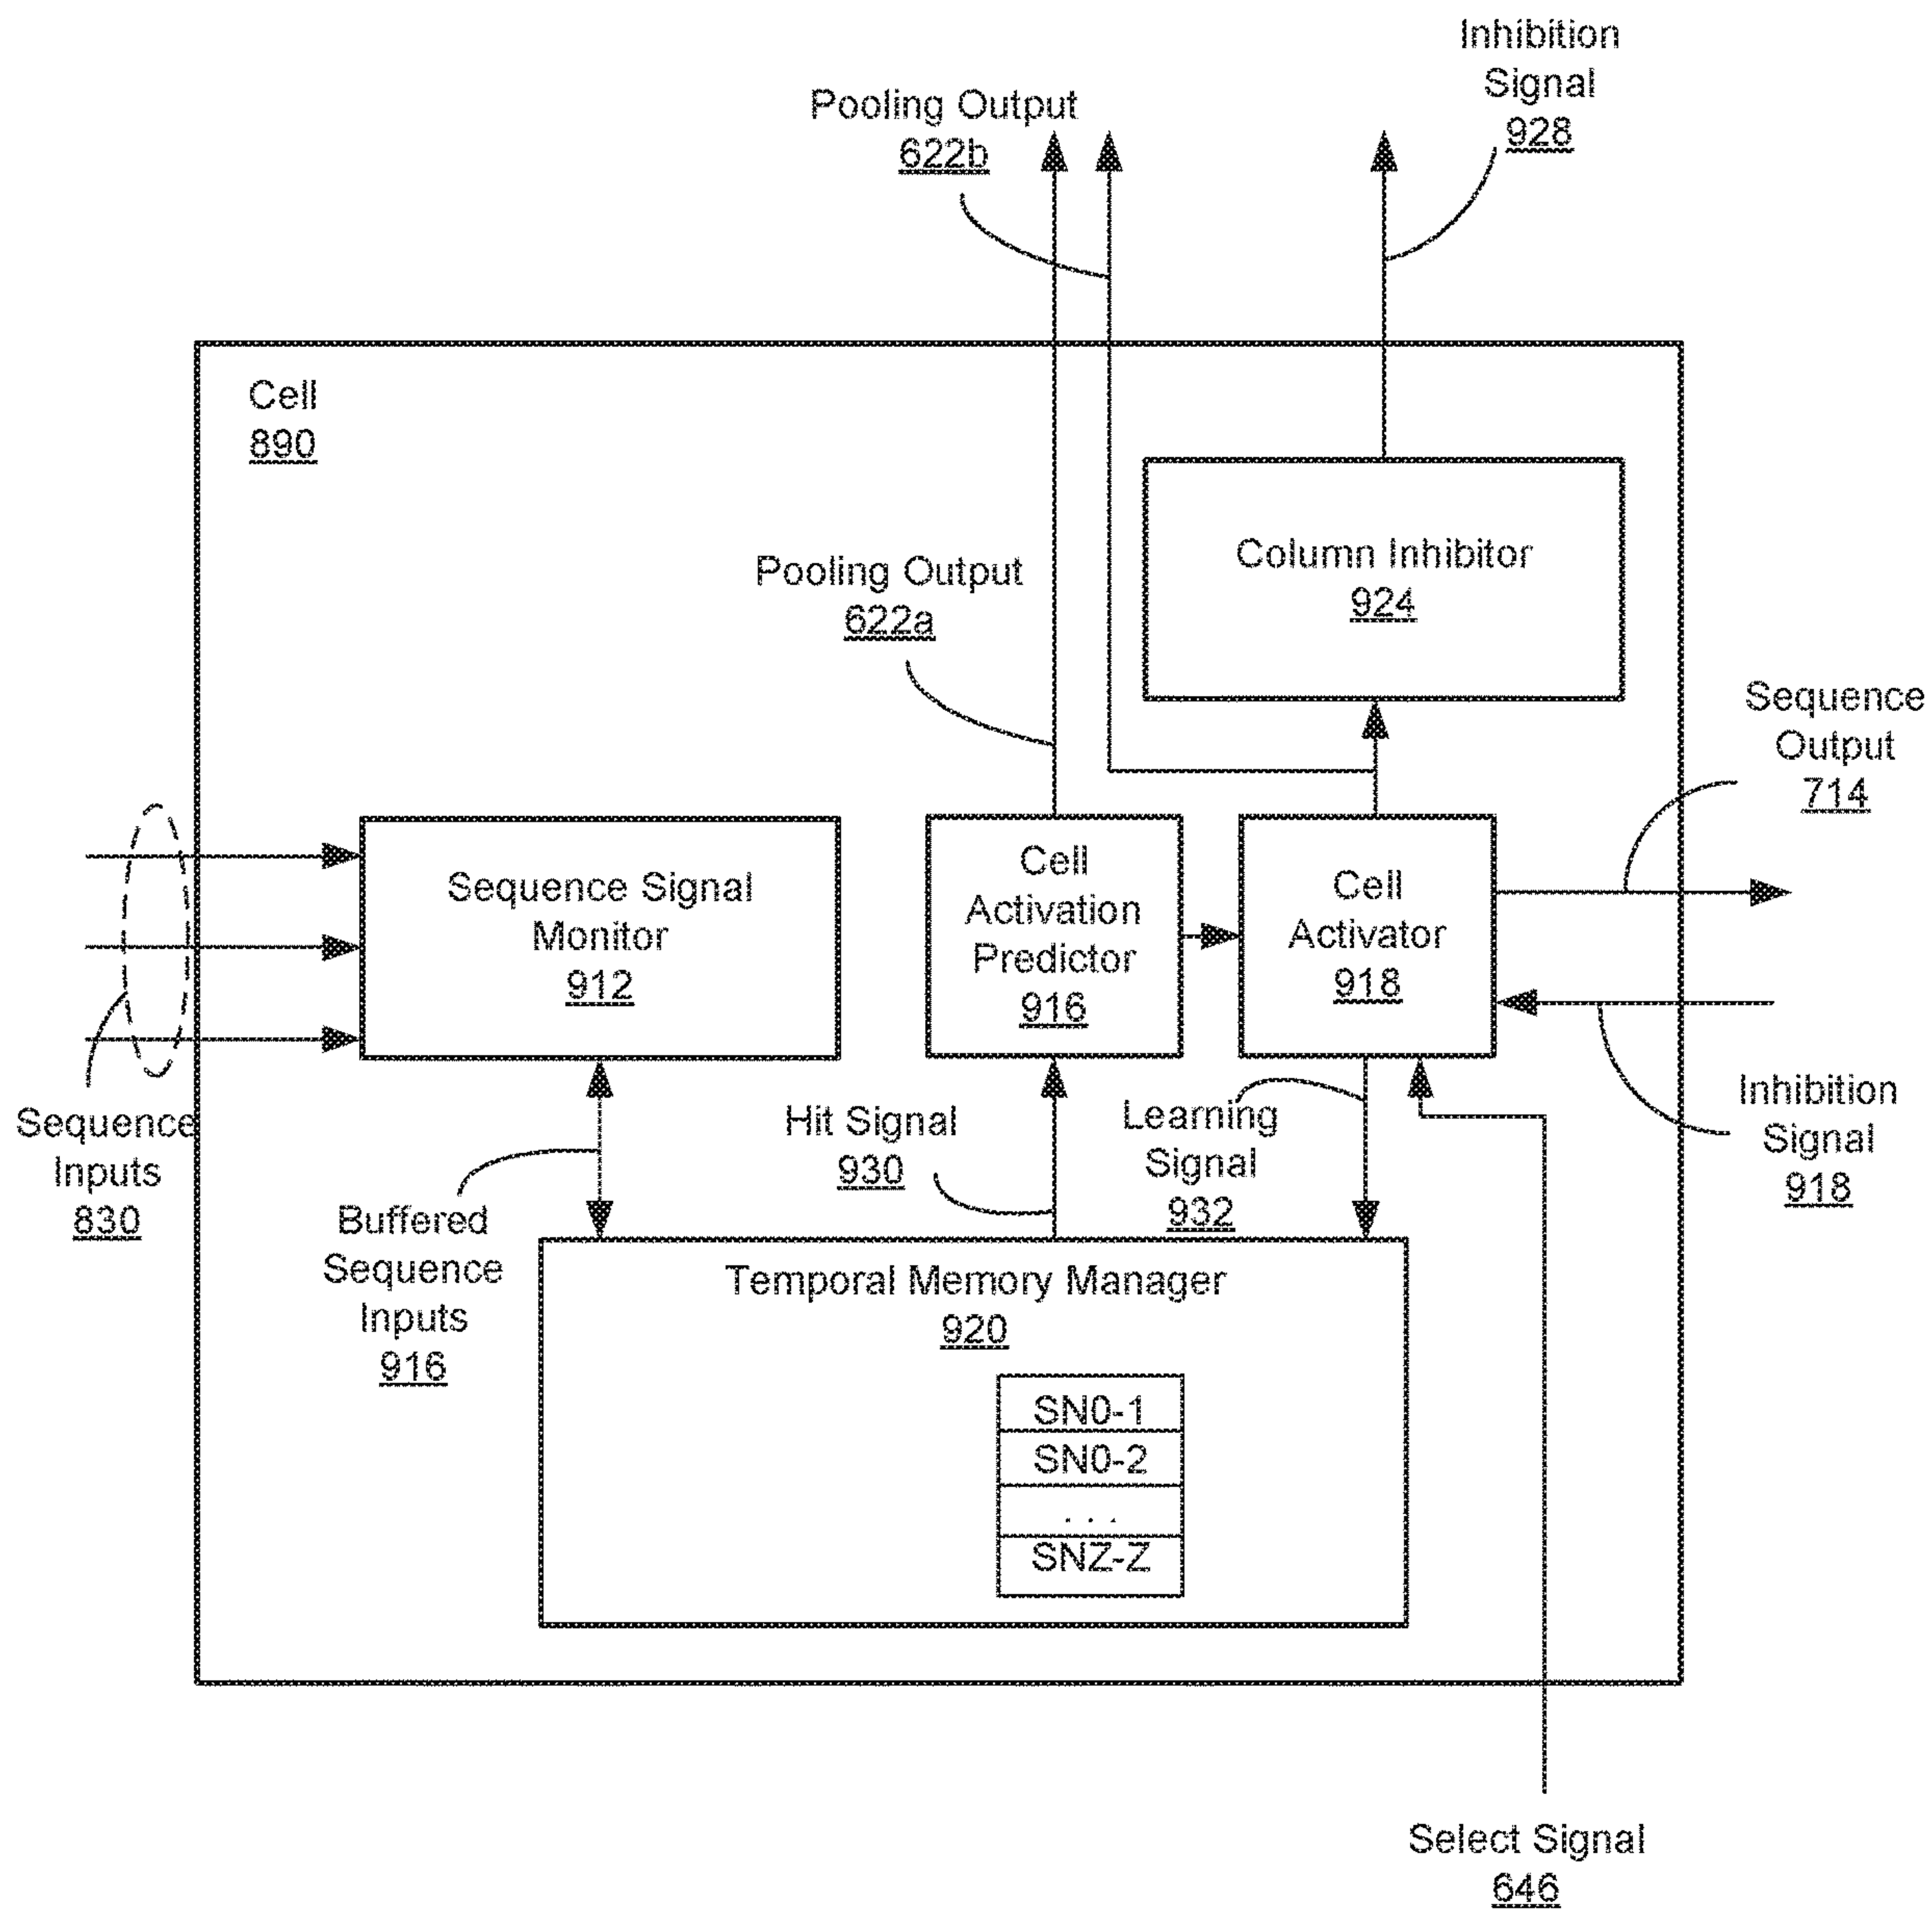 Inhibition
Signal
928
Pooling Output
622b
Cell
890
Column Inhibitor
924
Pooling Output
622a
Sequence
Output
714
Sequence Signal
Monitor
912
Cell
Activation
Predictor
916
Cell
Activator
918
Sequence
Inputs
830
Hit Signal
930
Learning
Signal
932
Inhibition
Signal
918
Buffered
Sequence
Inputs
916
Temporal Memory Manager
920
SN0-1
SN0-2
...
SNZ-Z
Select Signal
646